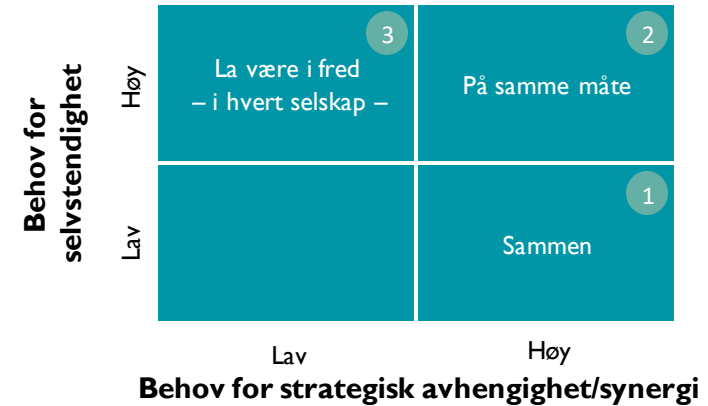 Behov for
selvstendighet
Høy
Lav
3
La være i fred
– i hvert selskap –
2
På samme måte
1
Sammen
Lav
Høy
Behov for strategisk avhengighet/synergi